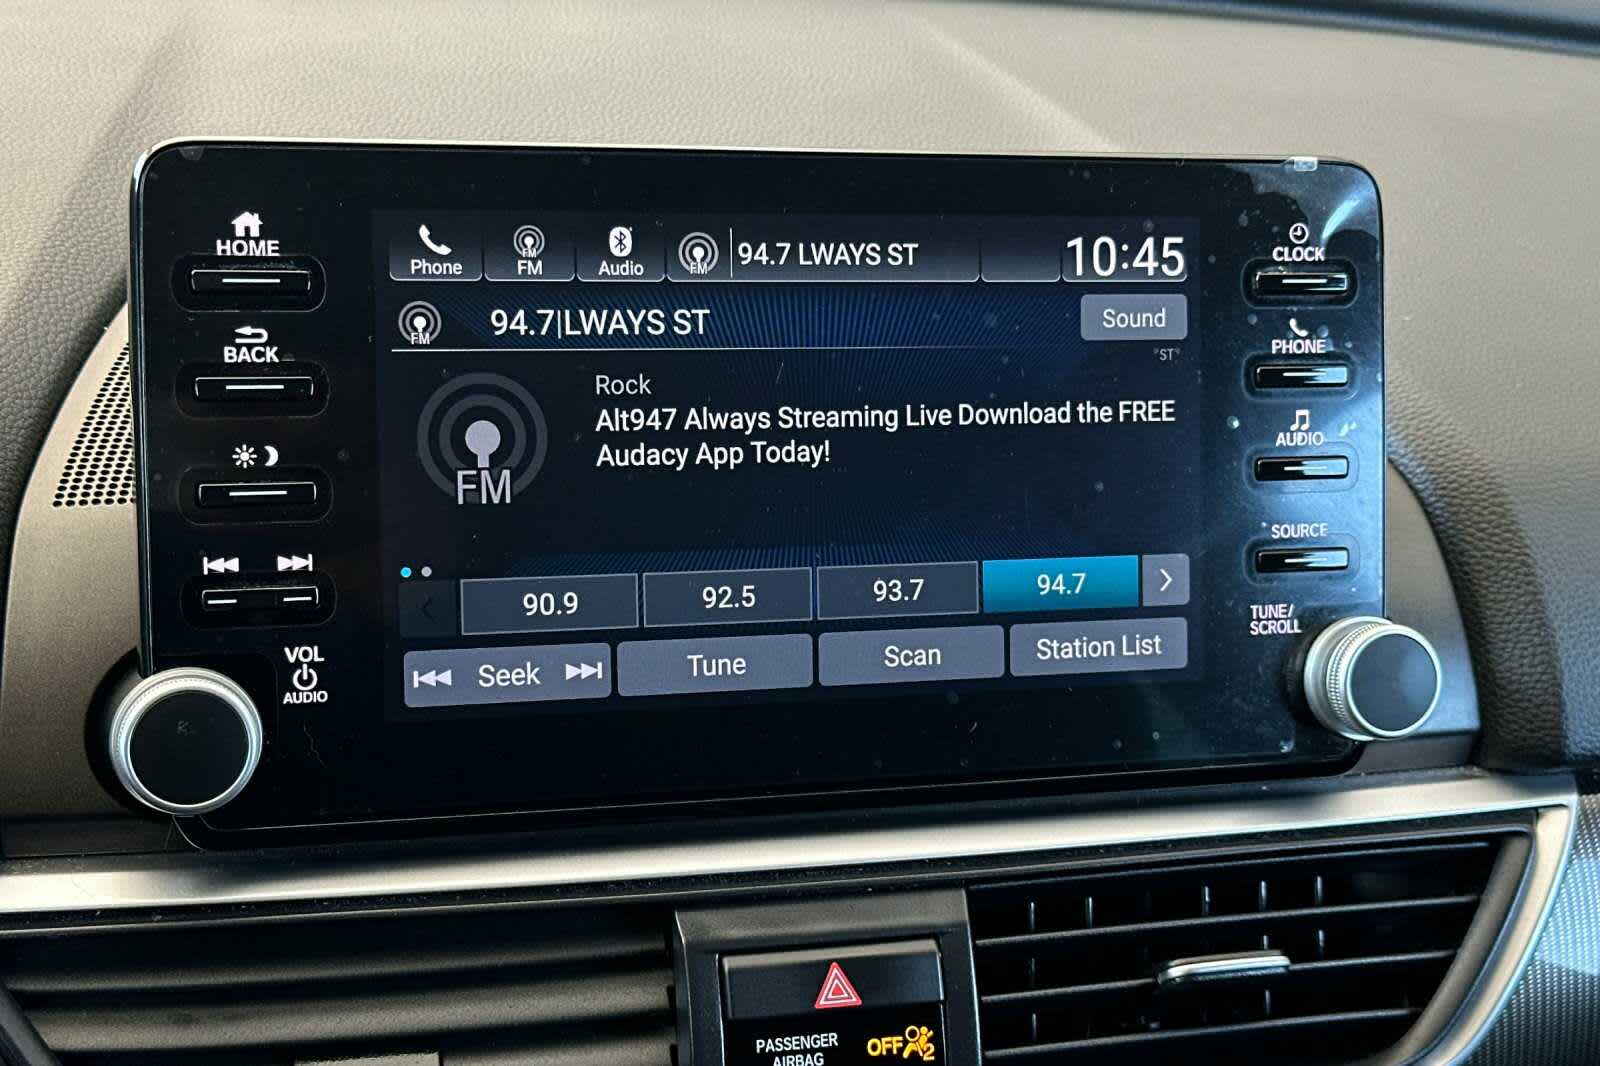 HOME
BACK
VOL
AUDIO
Phone
FM
FM
Audio
FM
94.7 LWAYS ST
10:45
FM
94.7|LWAYS ST
Sound
ST
Rock
Alt947 Always Streaming Live Download the FREE
Audacy App Today!
FM
90.9
92.5
93.7
94.7
Seek
Tune
Scan
Station List
CLOCK
PHONE
AUDIO
SOURCE
TUNE/
SCROLL
PASSENGER
AIRBAG
OFF
2